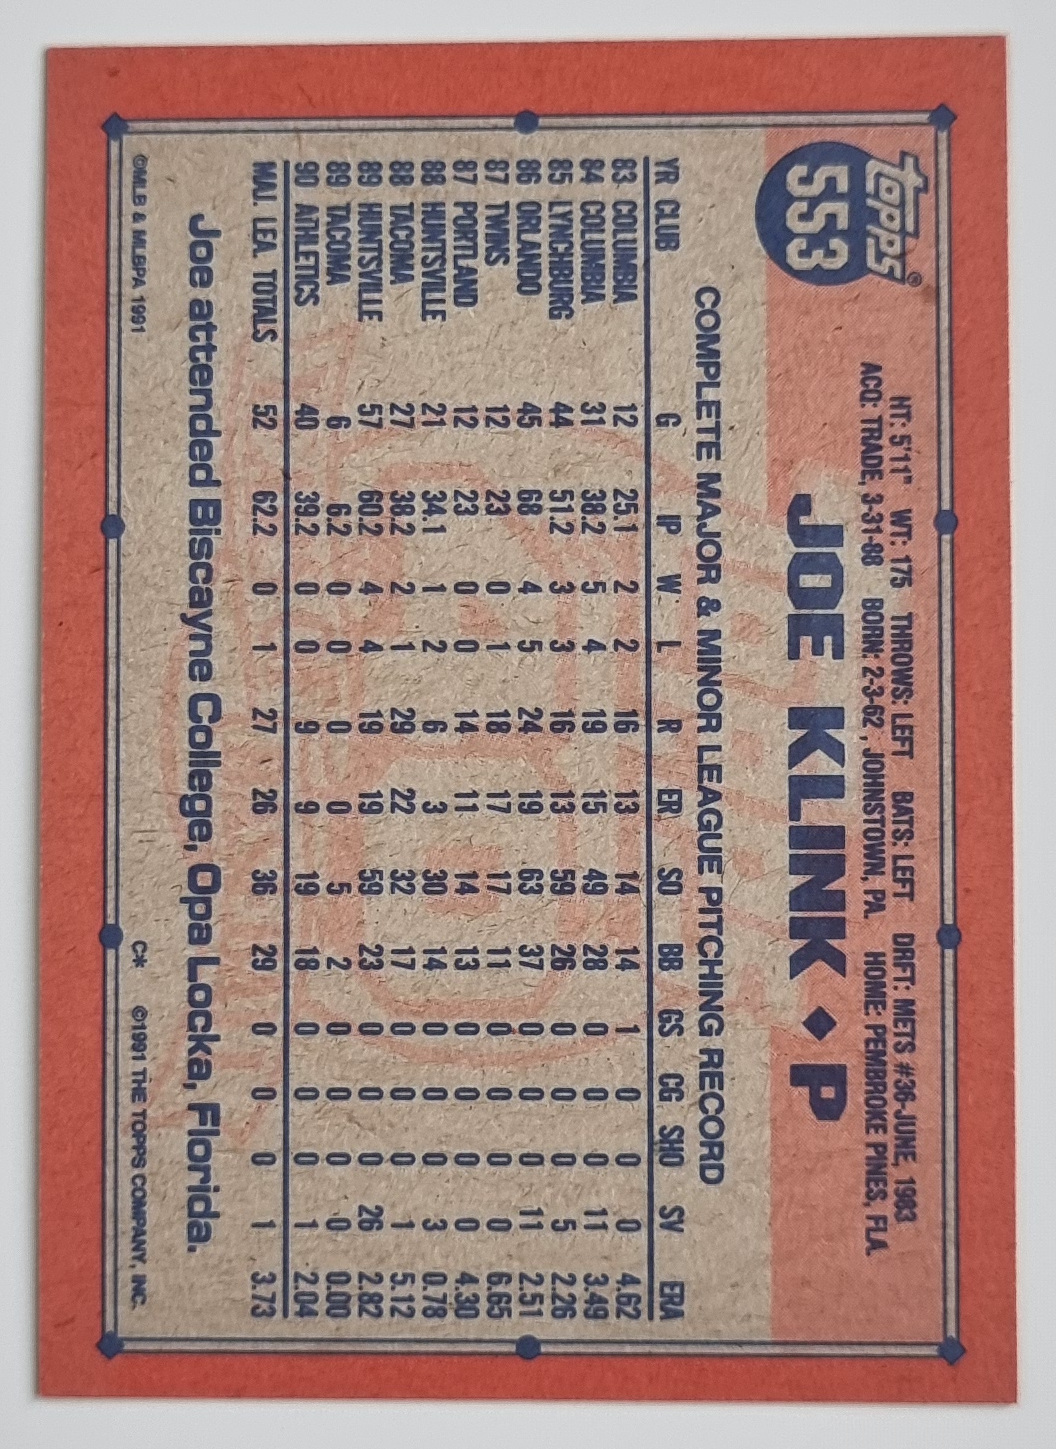 topps®
553
HT: 5'11" WT: 175 THROWS: LEFT BATS: LEFT DRFT: METS #36-JUNE, 1983
ACQ: TRADE, 3-31-88 BORN: 2-3-62, JOHNSTOWN, PA. HOME: PEMBROKE PINES, FLA.
JOE KLINK ♦ P
COMPLETE MAJOR & MINOR LEAGUE PITCHING RECORD
YR CLUB G IP W L R ER SO BB GS CG SHO SV ERA
83 COLUMBIA 12 25.1 2 2 16 13 14 14 1 0 0 0 4.62
84 COLUMBIA 31 38.2 5 4 19 15 49 28 0 0 0 11 3.49
85 LYNCHBURG 44 51.2 3 3 16 13 59 26 0 0 0 5 2.26
86 ORLANDO 45 68 4 5 24 19 63 37 0 0 0 11 2.51
87 TWINS 12 23 0 1 18 17 17 11 0 0 0 0 6.65
87 PORTLAND 12 23 0 0 14 11 14 13 0 0 0 0 4.30
88 HUNTSVILLE 21 34.1 1 2 6 3 30 14 0 0 0 3 0.78
88 TACOMA 27 38.2 2 1 29 22 32 17 0 0 0 1 5.12
89 HUNTSVILLE 57 60.2 4 4 19 19 59 23 0 0 0 26 2.82
89 TACOMA 6 6.2 0 0 0 0 5 2 0 0 0 0 0.00
90 ATHLETICS 40 39.2 0 0 9 9 19 18 0 0 0 1 2.04
MAJ. LEA. TOTALS 52 62.2 0 1 27 26 36 29 0 0 0 1 3.73
Joe attended Biscayne College, Opa Locka, Florida.
©MLB & MLBPA 1991 C* ©1991 THE TOPPS COMPANY, INC.